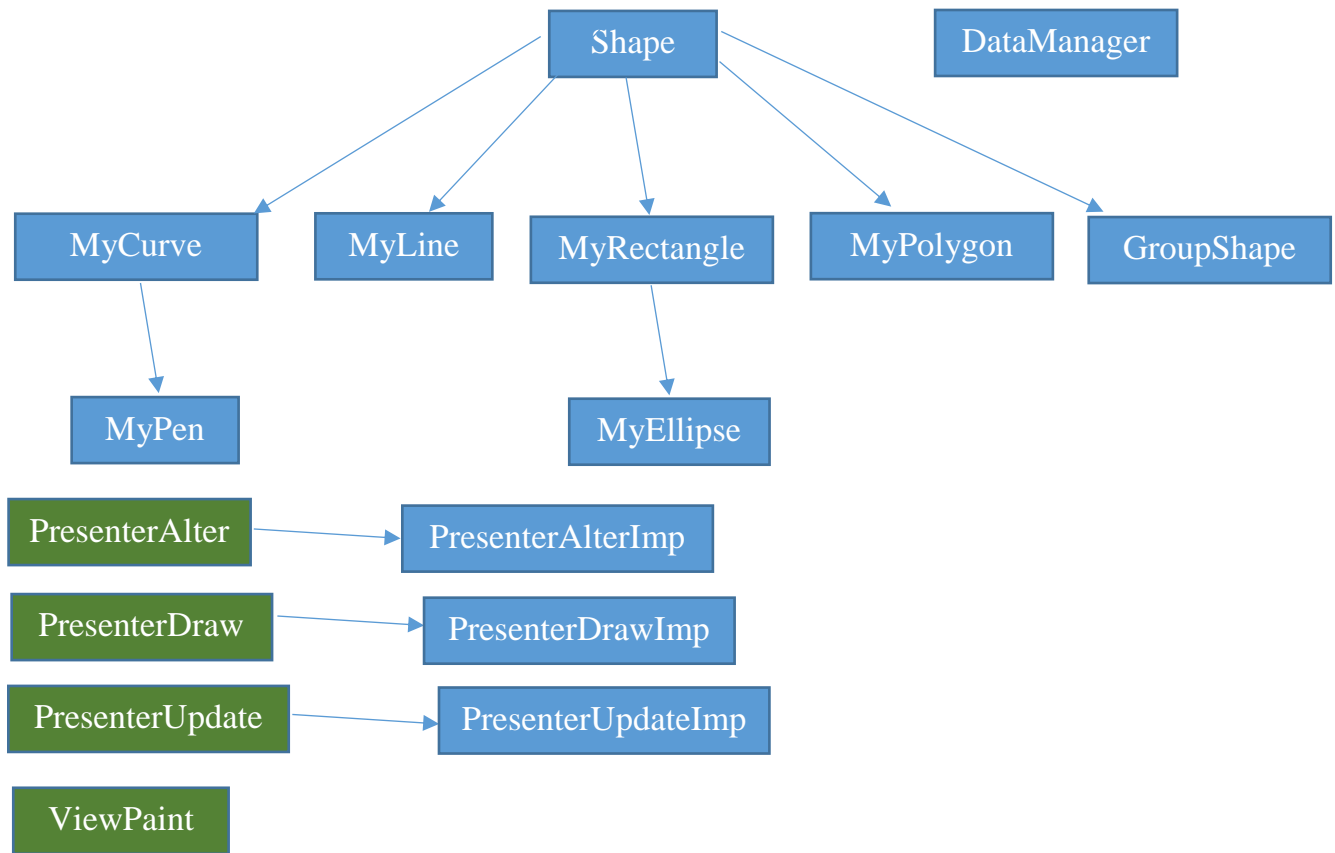 Shape
DataManager
MyCurve
MyLine
MyRectangle
MyPolygon
GroupShape
MyPen
MyEllipse
PresenterAlter
PresenterAlterImp
PresenterDraw
PresenterDrawImp
PresenterUpdate
PresenterUpdateImp
ViewPaint